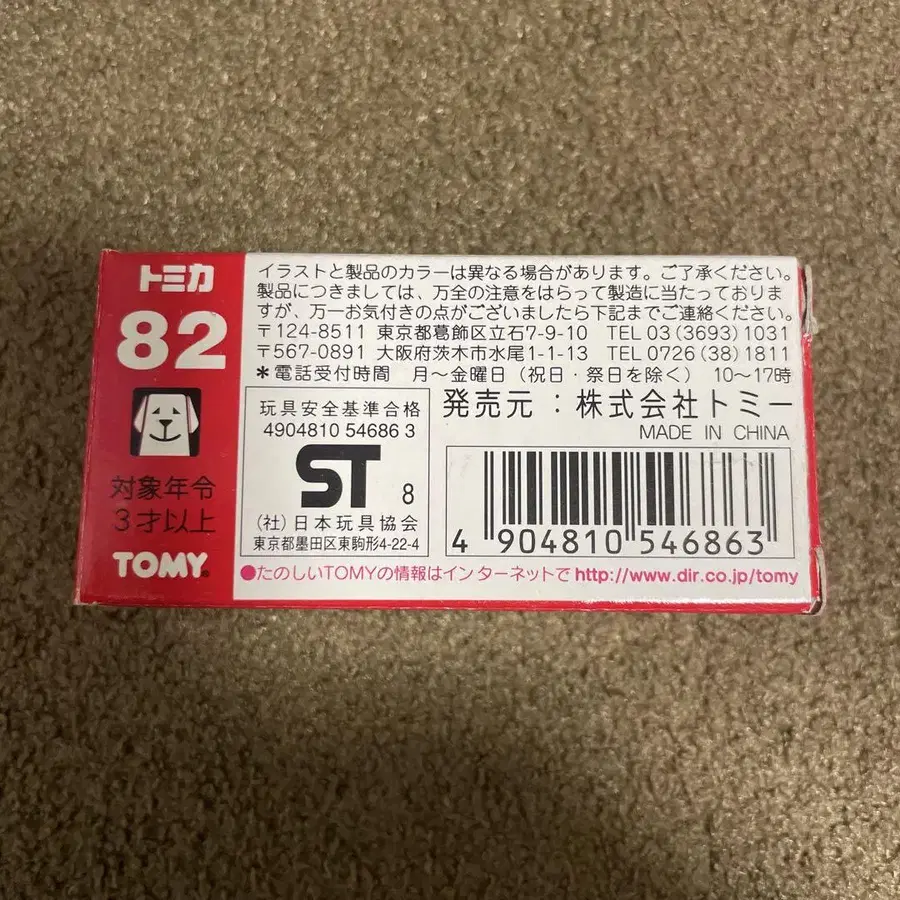 トミカ
82
対象年令
3才以上
TOMY
イラストと製品のカラーは異なる場合があります。ご了承ください。
製品につきましては、万全の注意をはらって製造に当たっておりま
すが、万一お気付きの点がございましたら下記までご連絡ください。
〒124-8511 東京都葛飾区立石7-9-10 TEL 03 (3693) 1031
〒567-0891 大阪府茨木市水尾1-1-13 TEL 0726 (38) 1811
＊電話受付時間 月～金曜日（祝日・祭日を除く） 10～17時
玩具安全基準合格
4904810 54686 3
ST 8
（社）日本玩具協会
東京都墨田区東駒形4-22-4
発売元：株式会社トミー
MADE IN CHINA
4 904810 546863
●たのしいTOMYの情報はインターネットで http://www.dir.co.jp/tomy